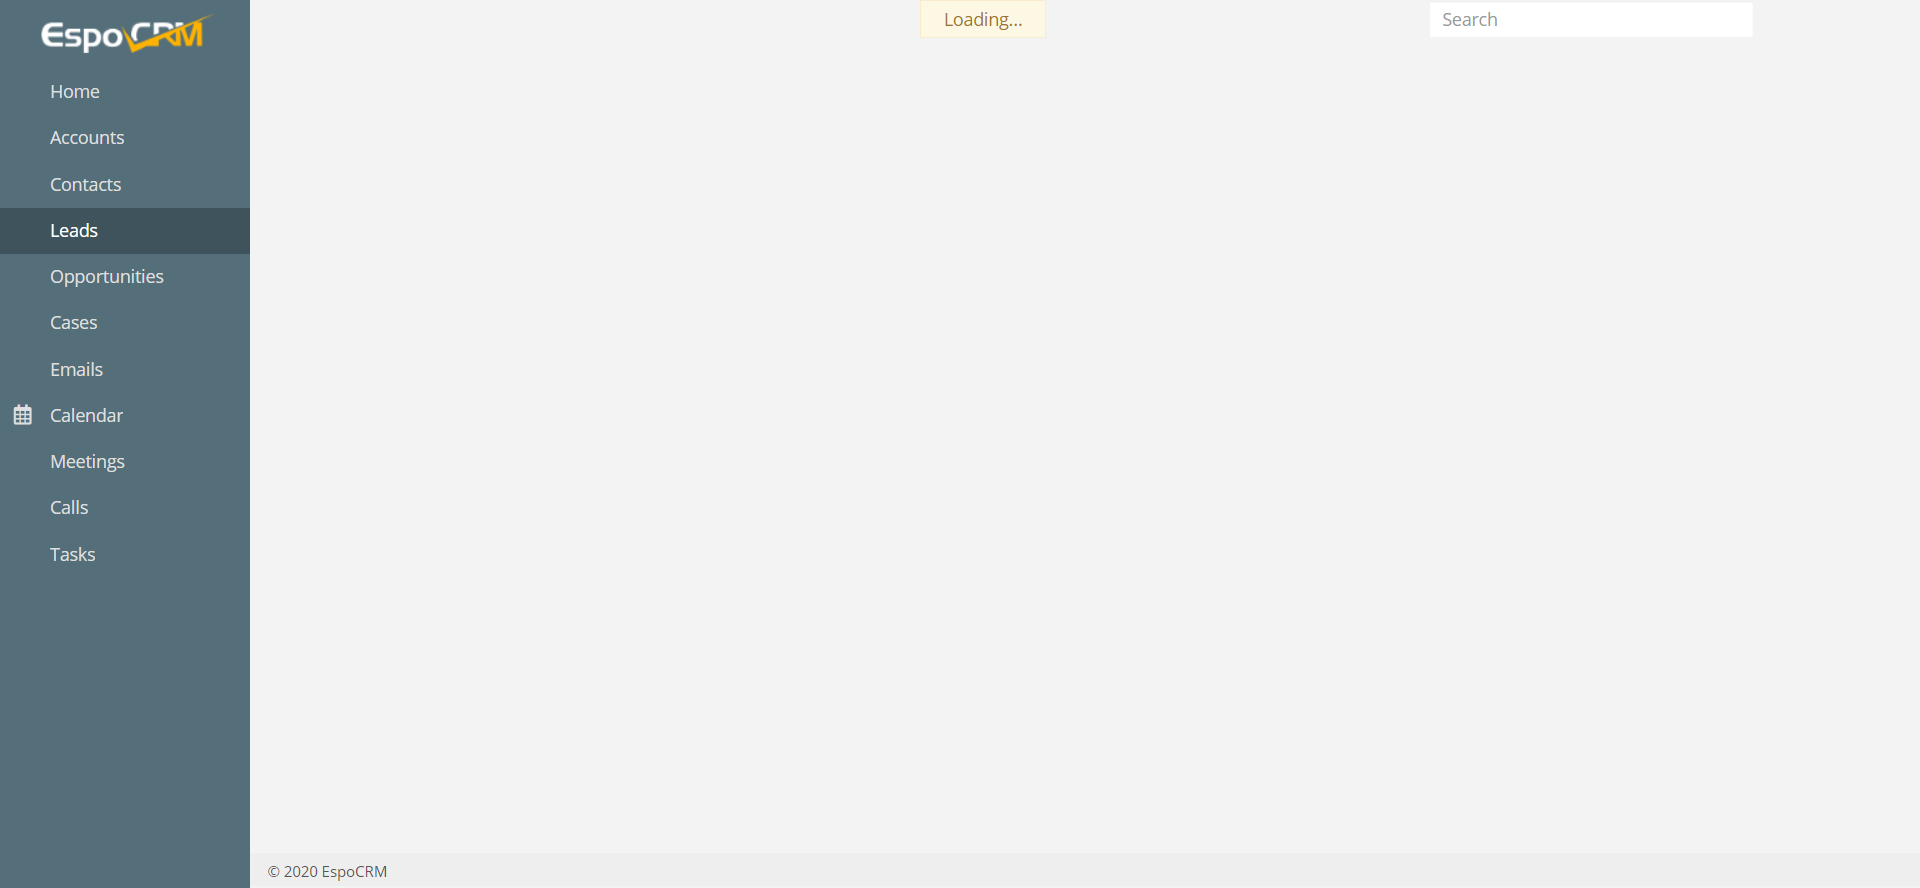 EspoCRM
Loading...
Search
Home
Accounts
Contacts
Leads
Opportunities
Cases
Emails
Calendar
Meetings
Calls
Tasks
© 2020 EspoCRM